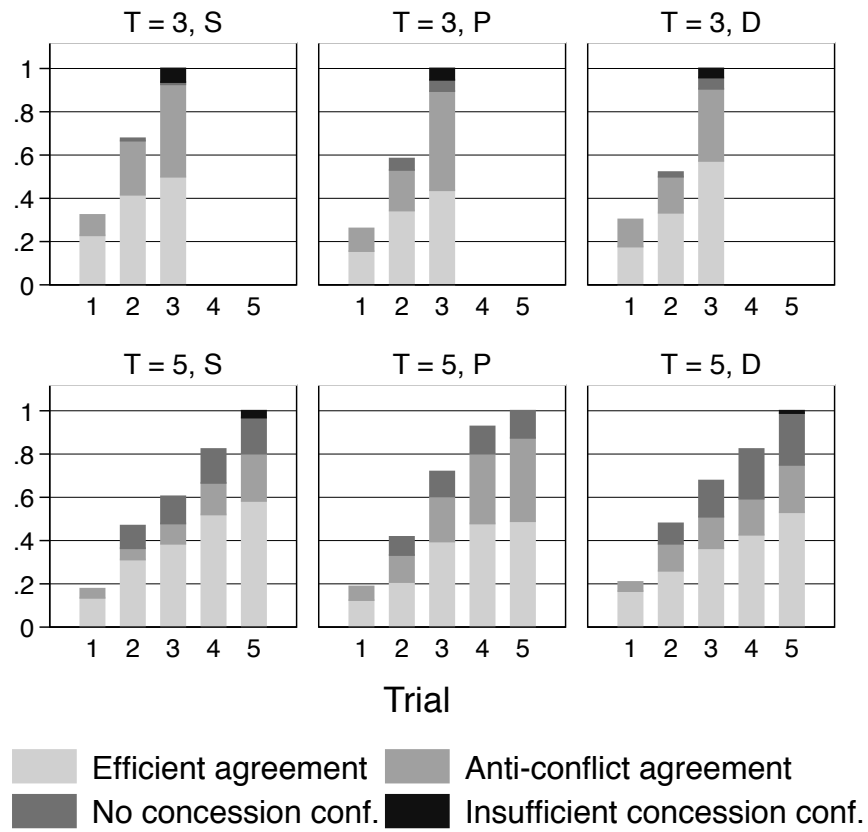 T = 3, S
T = 3, P
T = 3, D
1
.8
.6
.4
.2
0
1 2 3 4 5
1 2 3 4 5
1 2 3 4 5
T = 5, S
T = 5, P
T = 5, D
1
.8
.6
.4
.2
0
1 2 3 4 5
1 2 3 4 5
1 2 3 4 5
Trial
Efficient agreement
Anti-conflict agreement
No concession conf.
Insufficient concession conf.